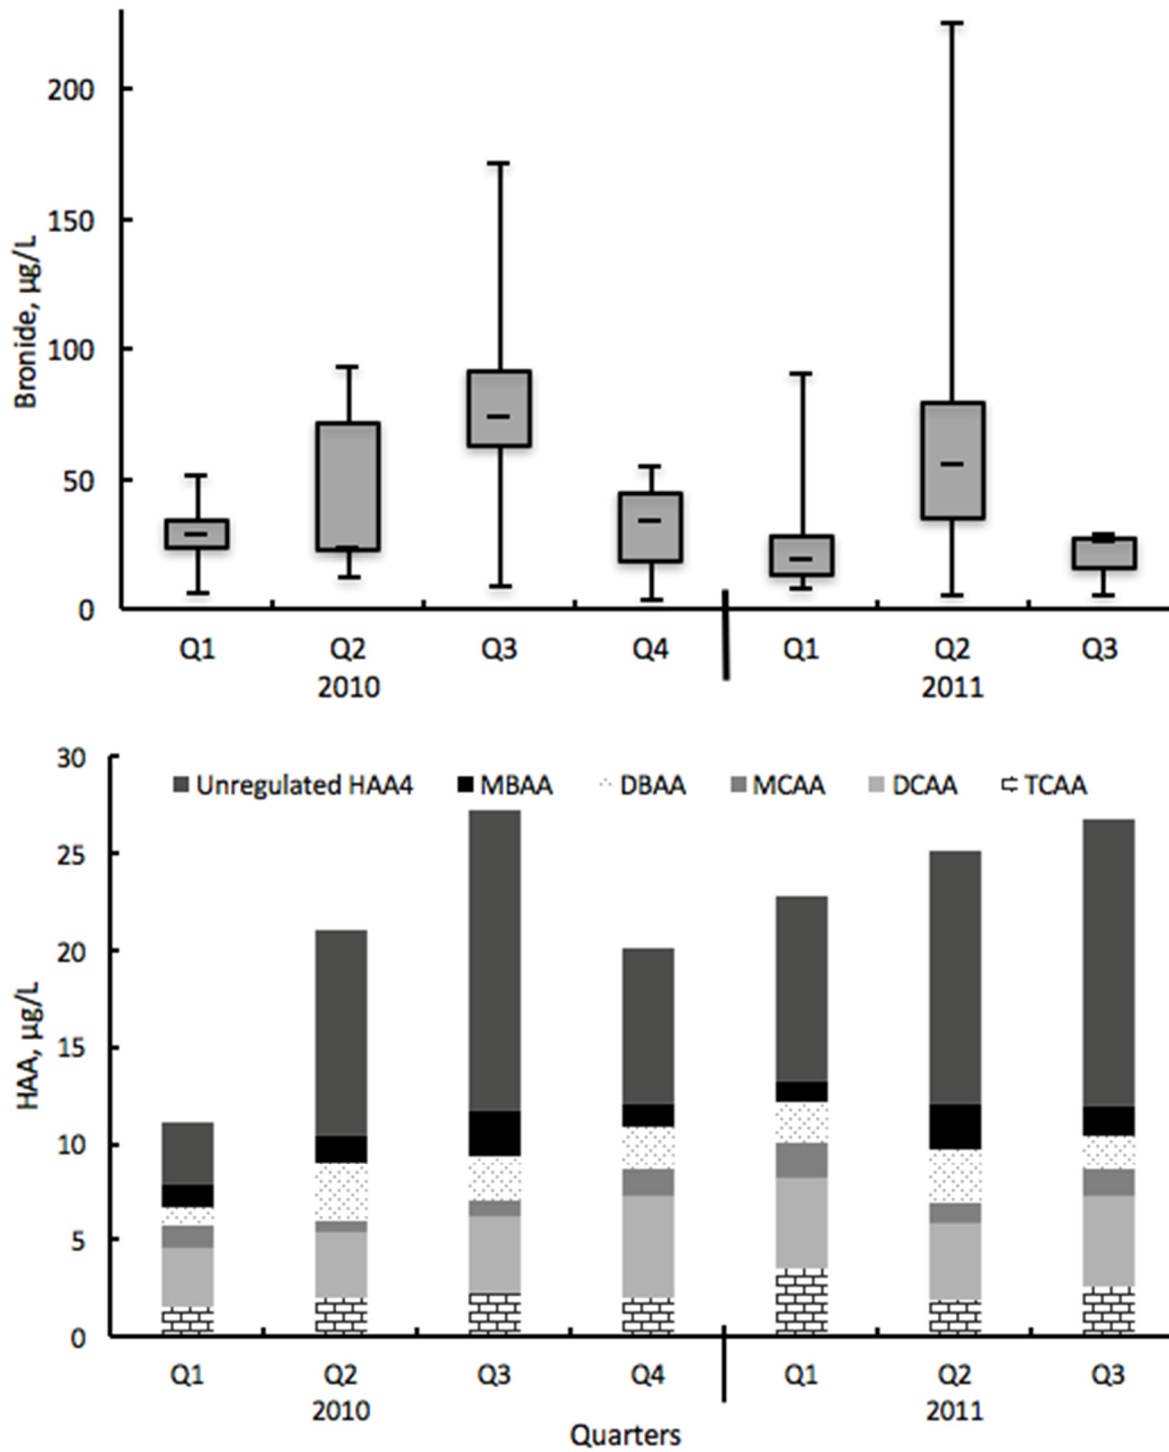 200
150
100
50
0
Bronide, µg/L
Q1 Q2 Q3 Q4 Q1 Q2 Q3
2010 2011
30
25
20
15
10
5
0
HAA, µg/L
Unregulated HAA4 MBAA DBAA MCAA DCAA TCAA
Q1 Q2 Q3 Q4 Q1 Q2 Q3
2010 2011
Quarters